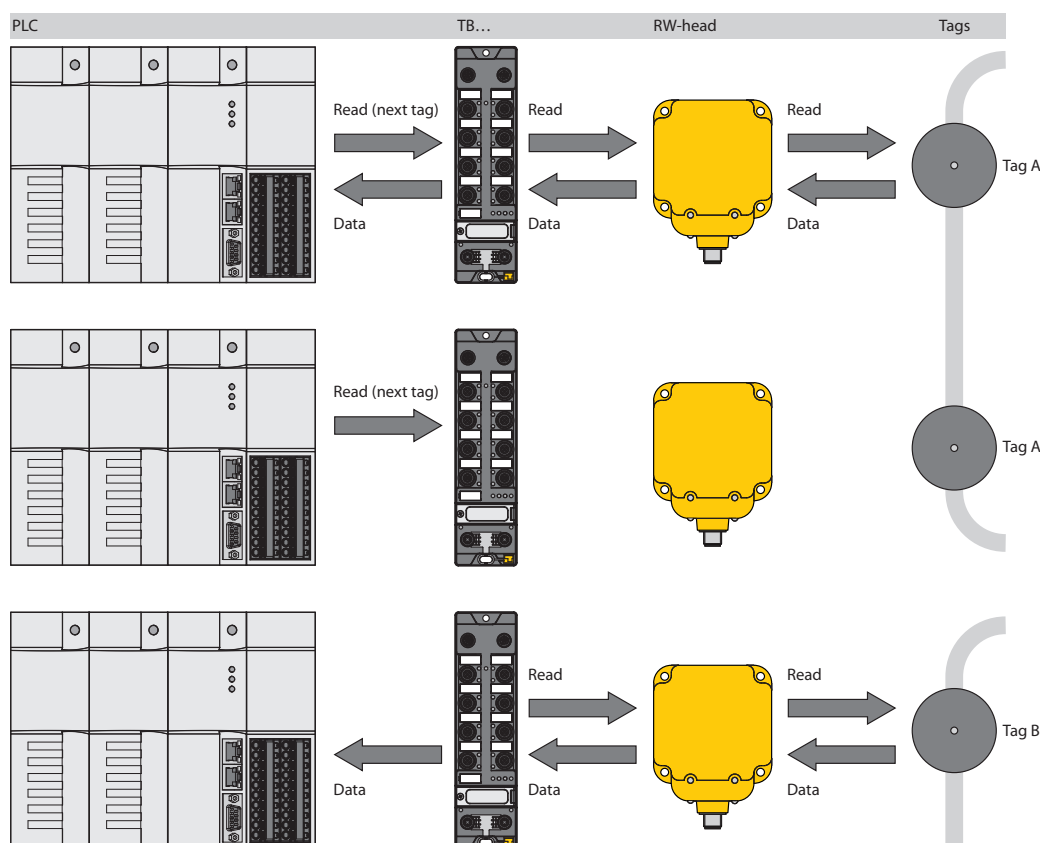 PLC
TB…
RW-head
Tags
Read (next tag)
Read
Read
Tag A
Data
Data
Data
Read (next tag)
Tag A
Read
Read
Tag B
Data
Data
Data